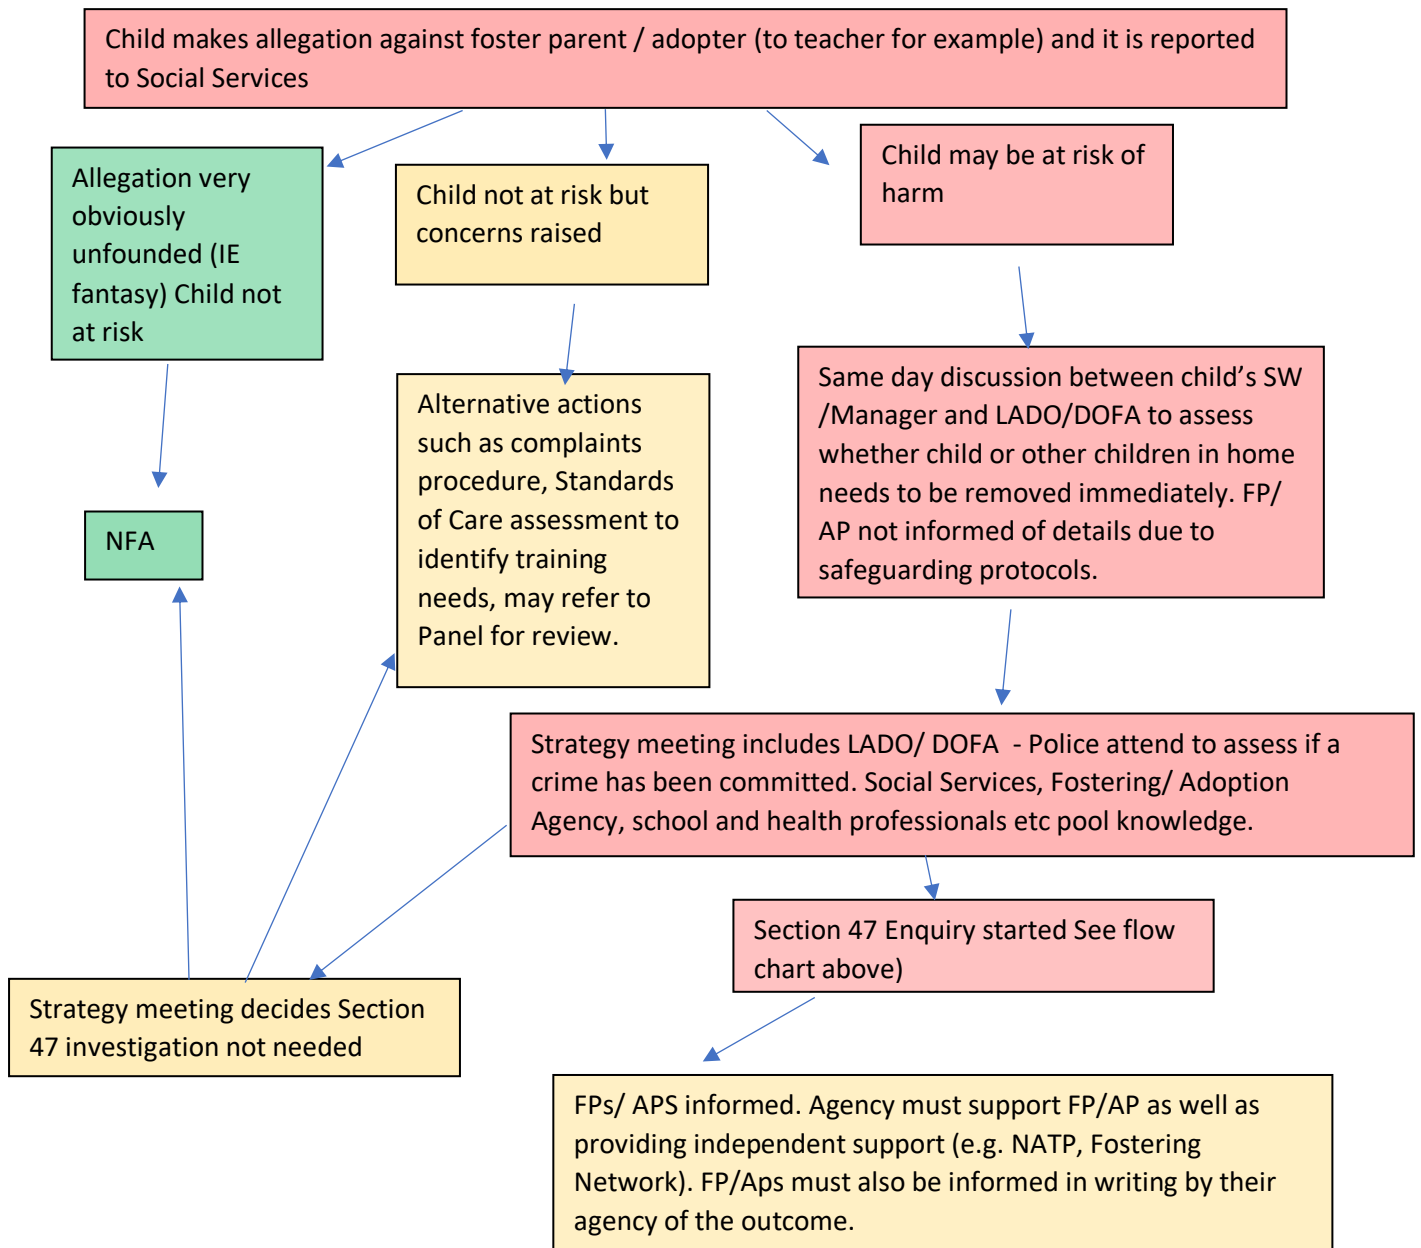 Child makes allegation against foster parent / adopter (to teacher for example) and it is reported
to Social Services
Allegation very
obviously
unfounded (IE
fantasy) Child not
at risk
Child not at risk but
concerns raised
Child may be at risk of
harm
NFA
Alternative actions
such as complaints
procedure, Standards
of Care assessment to
identify training
needs, may refer to
Panel for review.
Same day discussion between child’s SW
/Manager and LADO/DOFA to assess
whether child or other children in home
needs to be removed immediately. FP/
AP not informed of details due to
safeguarding protocols.
Strategy meeting includes LADO/ DOFA  - Police attend to assess if a
crime has been committed. Social Services, Fostering/ Adoption
Agency, school and health professionals etc pool knowledge.
Section 47 Enquiry started See flow
chart above)
Strategy meeting decides Section
47 investigation not needed
FPs/ APS informed. Agency must support FP/AP as well as
providing independent support (e.g. NATP, Fostering
Network). FP/Aps must also be informed in writing by their
agency of the outcome.